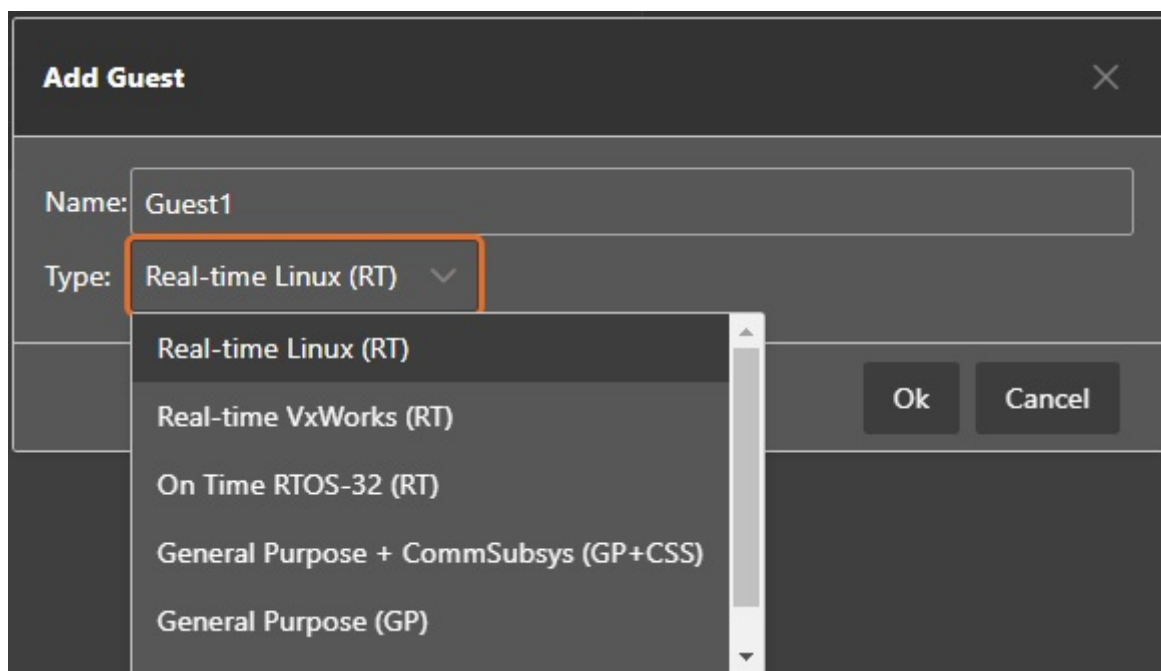 Add Guest
Name: Guest1
Type: Real-time Linux (RT)
Real-time Linux (RT)
Real-time VxWorks (RT)
On Time RTOS-32 (RT)
General Purpose + CommSubsys (GP+CSS)
General Purpose (GP)
Ok Cancel